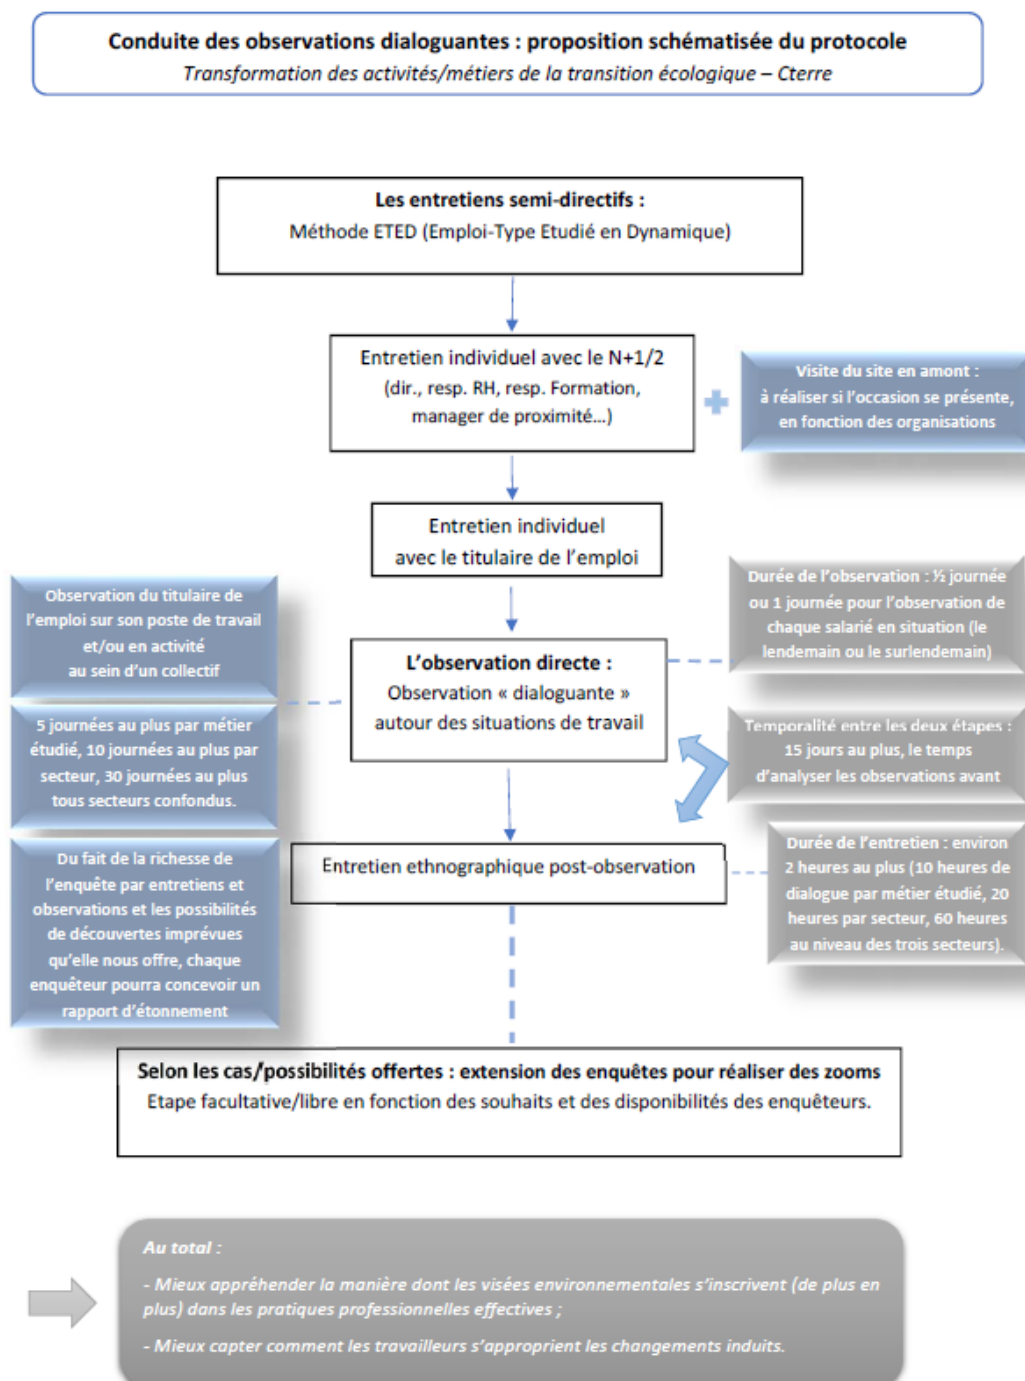 Conduite des observations dialoguantes : proposition schématisée du protocole
Transformation des activités/métiers de la transition écologique – Cterre
Les entretiens semi-directifs :
Méthode ETED (Emploi-Type Etudié en Dynamique)
Entretien individuel avec le N+1/2
(dir., resp. RH, resp. Formation,
manager de proximité…)
Visite du site en amont :
à réaliser si l'occasion se présente,
en fonction des organisations
Entretien individuel
avec le titulaire de l'emploi
Observation du titulaire de
l'emploi sur son poste de travail
et/ou en activité
au sein d'un collectif
Durée de l'observation : ½ journée
ou 1 journée pour l'observation de
chaque salarié en situation (le
lendemain ou le surlendemain)
L'observation directe :
Observation « dialoguante »
autour des situations de travail
5 journées au plus par métier
étudié, 10 journées au plus par
secteur, 30 journées au plus
tous secteurs confondus.
Temporalité entre les deux étapes :
15 jours au plus, le temps
d'analyser les observations avant
Du fait de la richesse de
l'enquête par entretiens et
observations et les possibilités
de découvertes imprévues
qu'elle nous offre, chaque
enquêteur pourra concevoir un
rapport d'étonnement
Entretien ethnographique post-observation
Durée de l'entretien : environ
2 heures au plus (10 heures de
dialogue par métier étudié, 20
heures par secteur, 60 heures
au niveau des trois secteurs).
Selon les cas/possibilités offertes : extension des enquêtes pour réaliser des zooms
Etape facultative/libre en fonction des souhaits et des disponibilités des enquêteurs.
Au total :
- Mieux appréhender la manière dont les visées environnementales s'inscrivent (de plus en
plus) dans les pratiques professionnelles effectives ;
- Mieux capter comment les travailleurs s'approprient les changements induits.